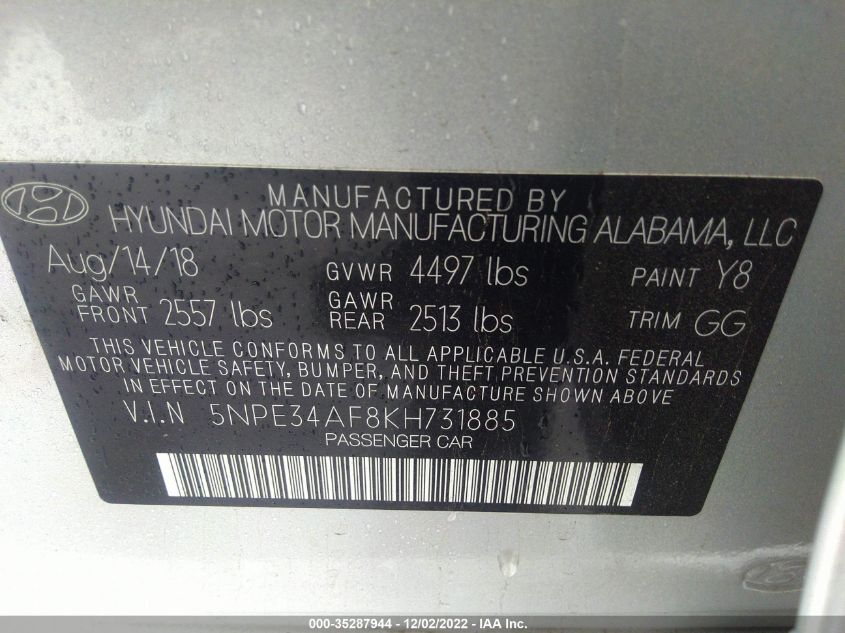 MANUFACTURED BY
HYUNDAI MOTOR MANUFACTURING ALABAMA, LLC
Aug/14/18 GVWR 4497 lbs PAINT Y8
GAWR FRONT 2557 lbs GAWR REAR 2513 lbs TRIM GG
THIS VEHICLE CONFORMS TO ALL APPLICABLE U.S.A. FEDERAL
MOTOR VEHICLE SAFETY, BUMPER, AND THEFT PREVENTION STANDARDS
IN EFFECT ON THE DATE OF MANUFACTURE SHOWN ABOVE.
V.I.N 5NPE34AF8KH731885
PASSENGER CAR
000-35287944 - 12/02/2022 - IAA Inc.